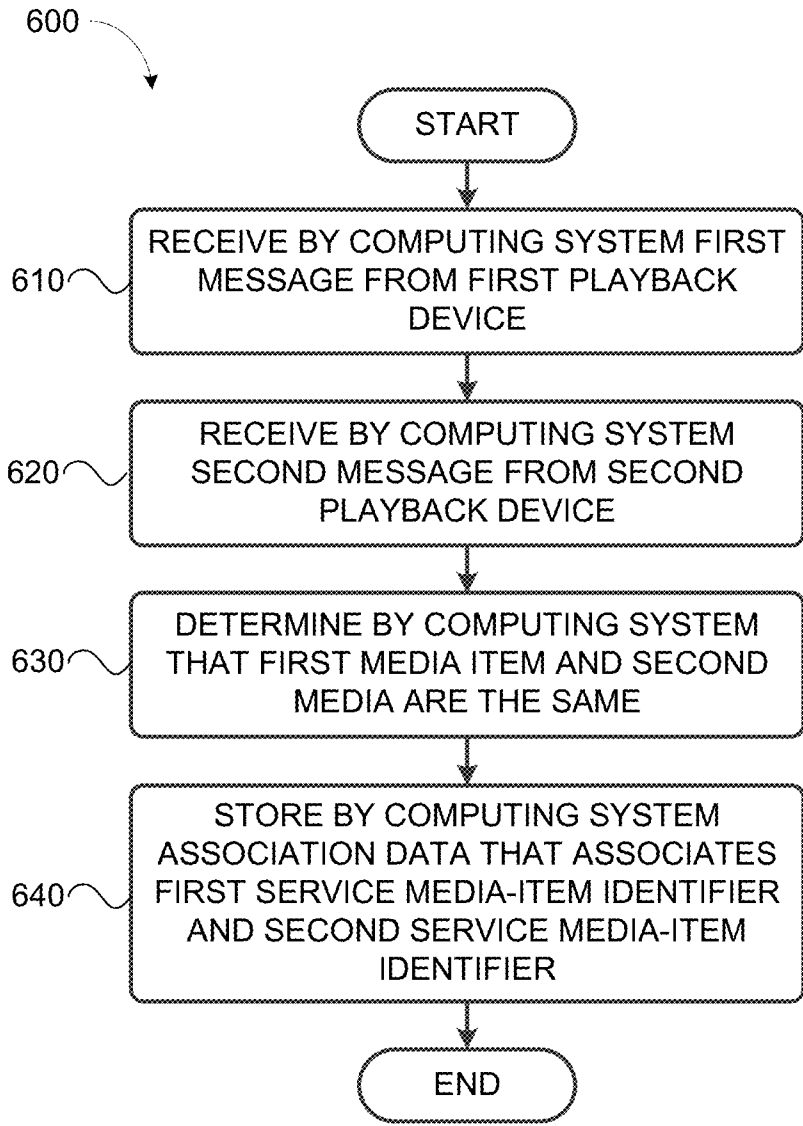 600
START
RECEIVE BY COMPUTING SYSTEM FIRST
MESSAGE FROM FIRST PLAYBACK
DEVICE
610
RECEIVE BY COMPUTING SYSTEM
SECOND MESSAGE FROM SECOND
PLAYBACK DEVICE
620
DETERMINE BY COMPUTING SYSTEM
THAT FIRST MEDIA ITEM AND SECOND
MEDIA ARE THE SAME
630
STORE BY COMPUTING SYSTEM
ASSOCIATION DATA THAT ASSOCIATES
FIRST SERVICE MEDIA-ITEM IDENTIFIER
AND SECOND SERVICE MEDIA-ITEM
IDENTIFIER
640
END